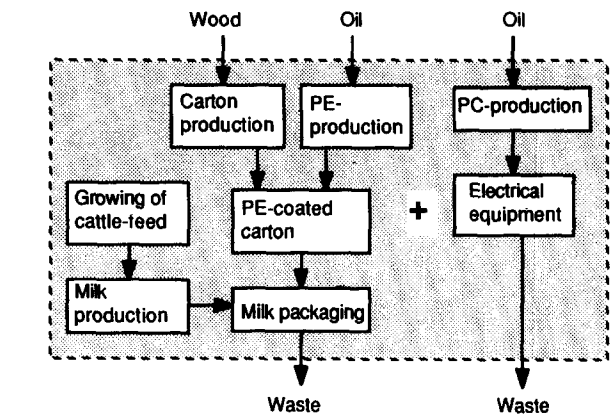 Wood
Oil
Oil
Carton
production
PE-
production
PC-production
Growing of
cattle-feed
PE-coated
carton
+
Electrical
equipment
Milk
production
Milk packaging
Waste
Waste